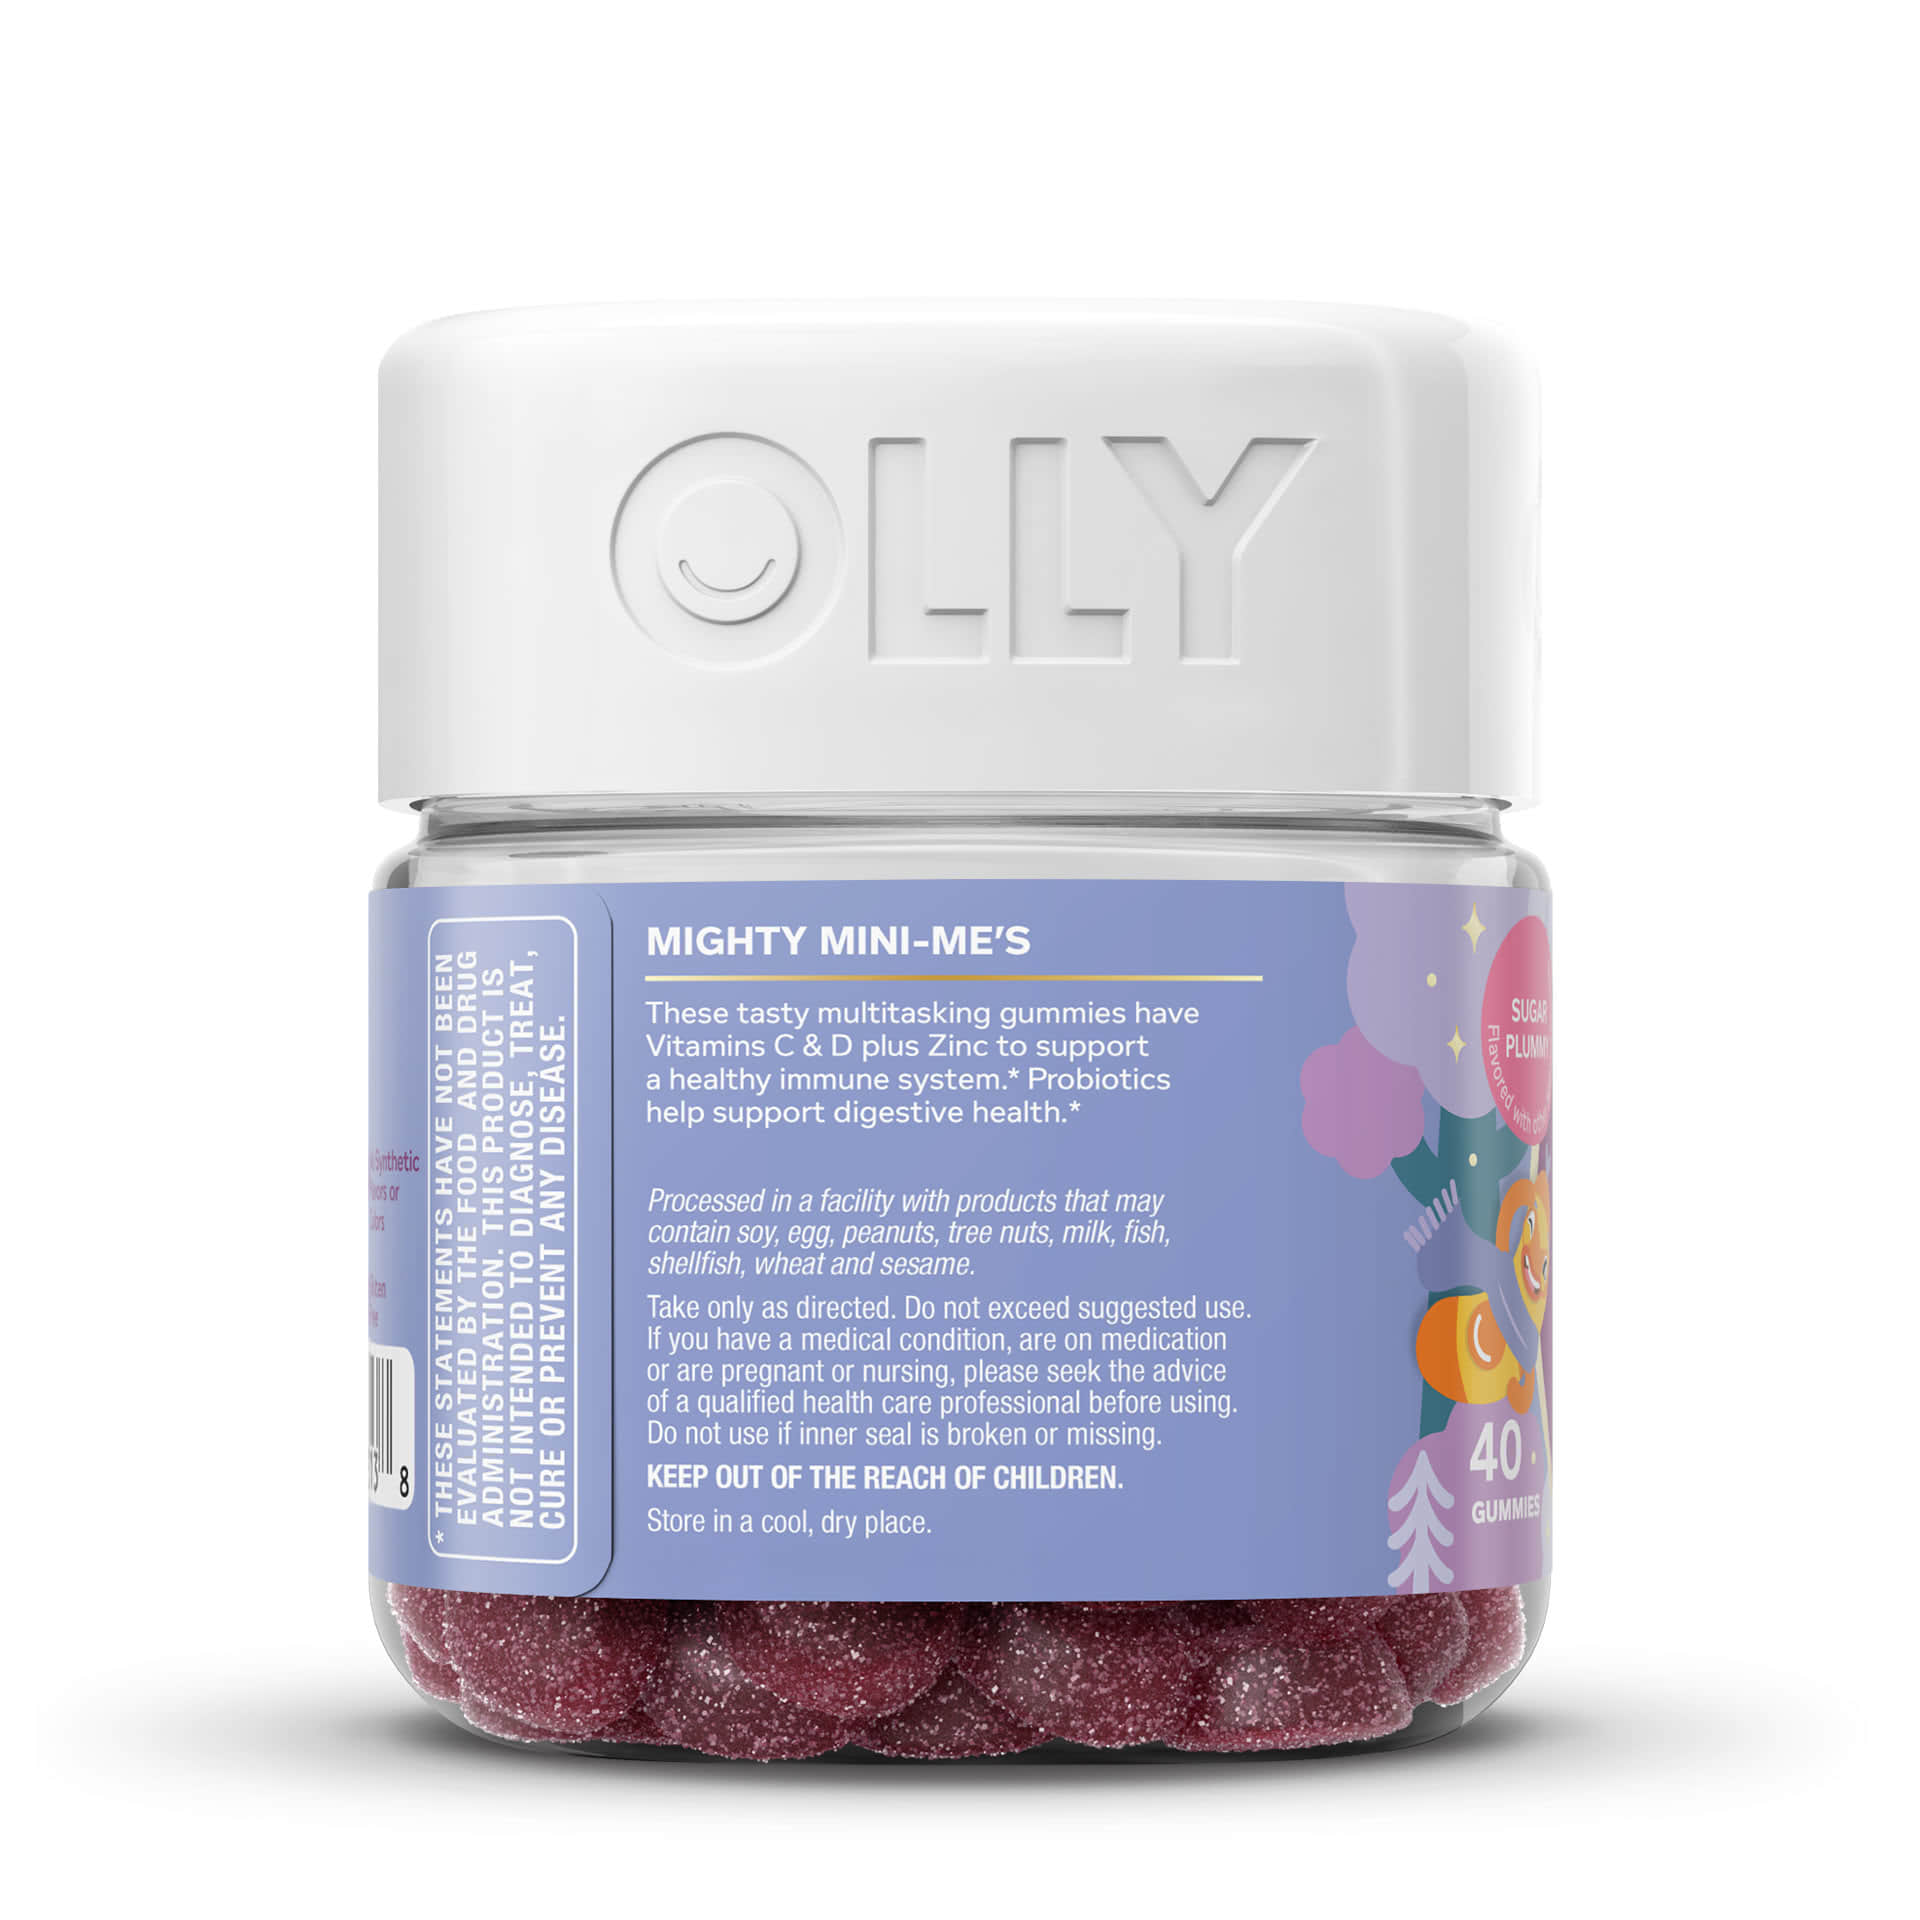 OLLY
Synthetic
or
8
* THESE STATEMENTS HAVE NOT BEEN
EVALUATED BY THE FOOD AND DRUG
ADMINISTRATION. THIS PRODUCT IS
NOT INTENDED TO DIAGNOSE, TREAT,
CURE OR PREVENT ANY DISEASE.
MIGHTY MINI-ME'S
These tasty multitasking gummies have
Vitamins C & D plus Zinc to support
a healthy immune system.* Probiotics
help support digestive health.*
Processed in a facility with products that may
contain soy, egg, peanuts, tree nuts, milk, fish,
shellfish, wheat and sesame.
Take only as directed. Do not exceed suggested use.
If you have a medical condition, are on medication
or are pregnant or nursing, please seek the advice
of a qualified health care professional before using.
Do not use if inner seal is broken or missing.
KEEP OUT OF THE REACH OF CHILDREN.
Store in a cool, dry place.
SUGAR
PLUMMY
Flavored with
40
GUMMIES